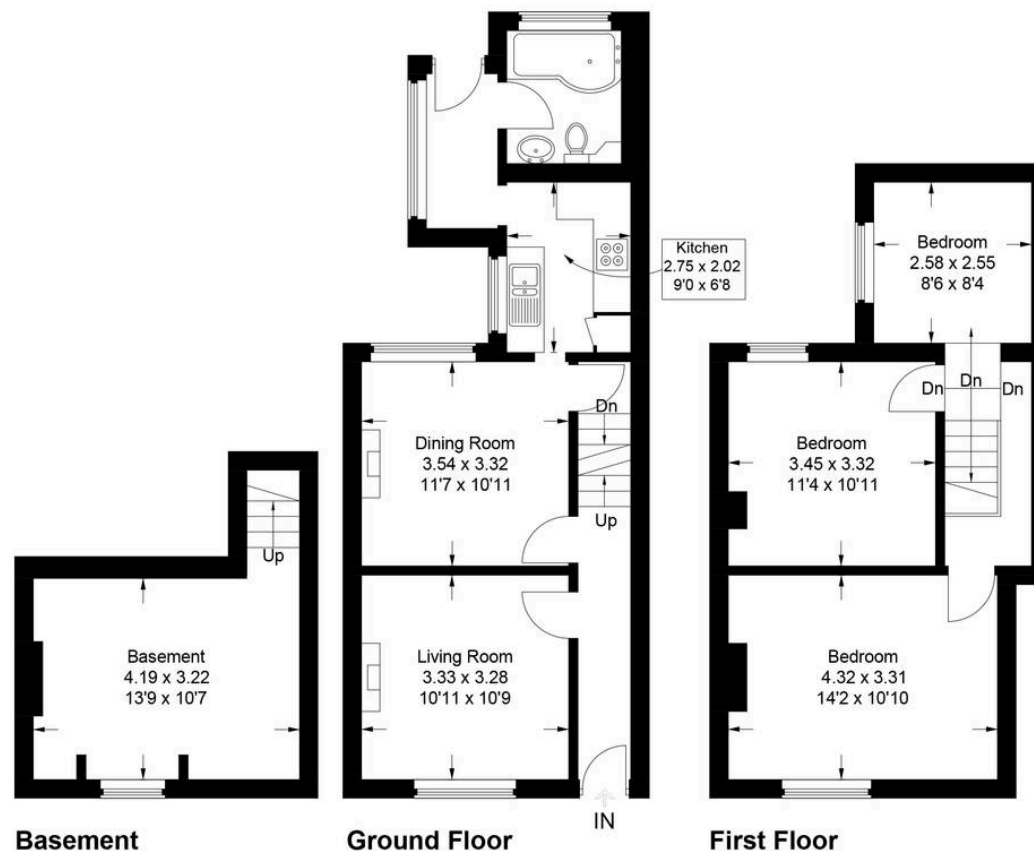 Basement
4.19 x 3.22
13'9 x 10'7
Up
Basement
Kitchen
2.75 x 2.02
9'0 x 6'8
Dining Room
3.54 x 3.32
11'7 x 10'11
Dn
Up
Living Room
3.33 x 3.28
10'11 x 10'9
IN
Ground Floor
Bedroom
2.58 x 2.55
8'6 x 8'4
Dn
Dn
Dn
Bedroom
3.45 x 3.32
11'4 x 10'11
Bedroom
4.32 x 3.31
14'2 x 10'10
First Floor